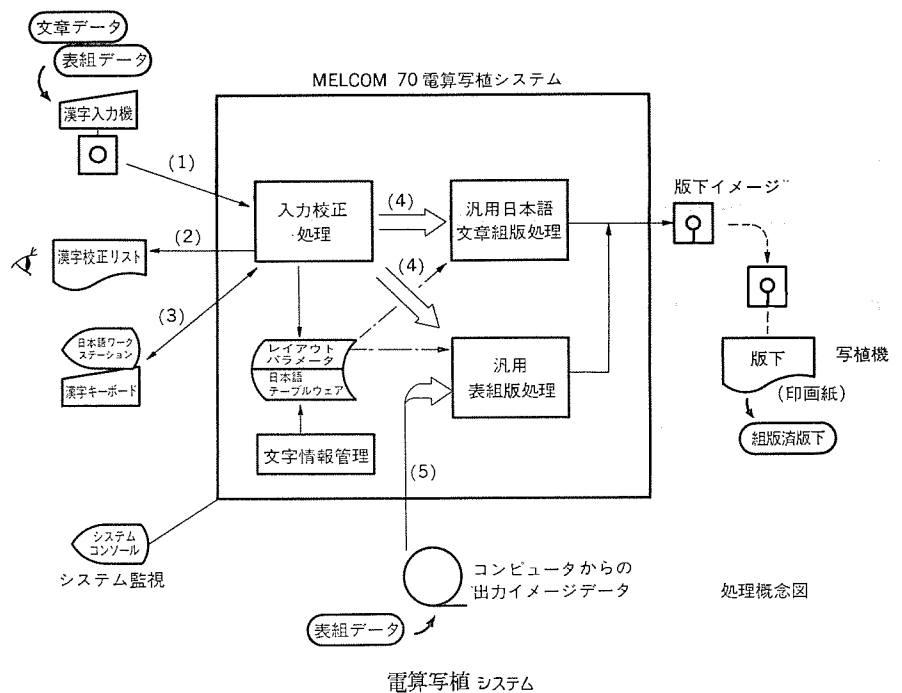 文章データ
表組データ
漢字入力機
(1)
MELCOM 70 電算写植システム
入力校正
処理
(4)
汎用日本語
文章組版処理
版下イメージ
(2)
漢字校正リスト
(4)
(3)
日本語ワーク
ステーション
漢字キーボード
レイアウト
パラメータ
日本語
テーブルウェア
汎用
表組版処理
版下
写植機
(印画紙)
組版済版下
文字情報管理
(5)
システム
コンソール
システム監視
コンピュータからの
出力イメージデータ
処理概念図
表組データ
電算写植 システム